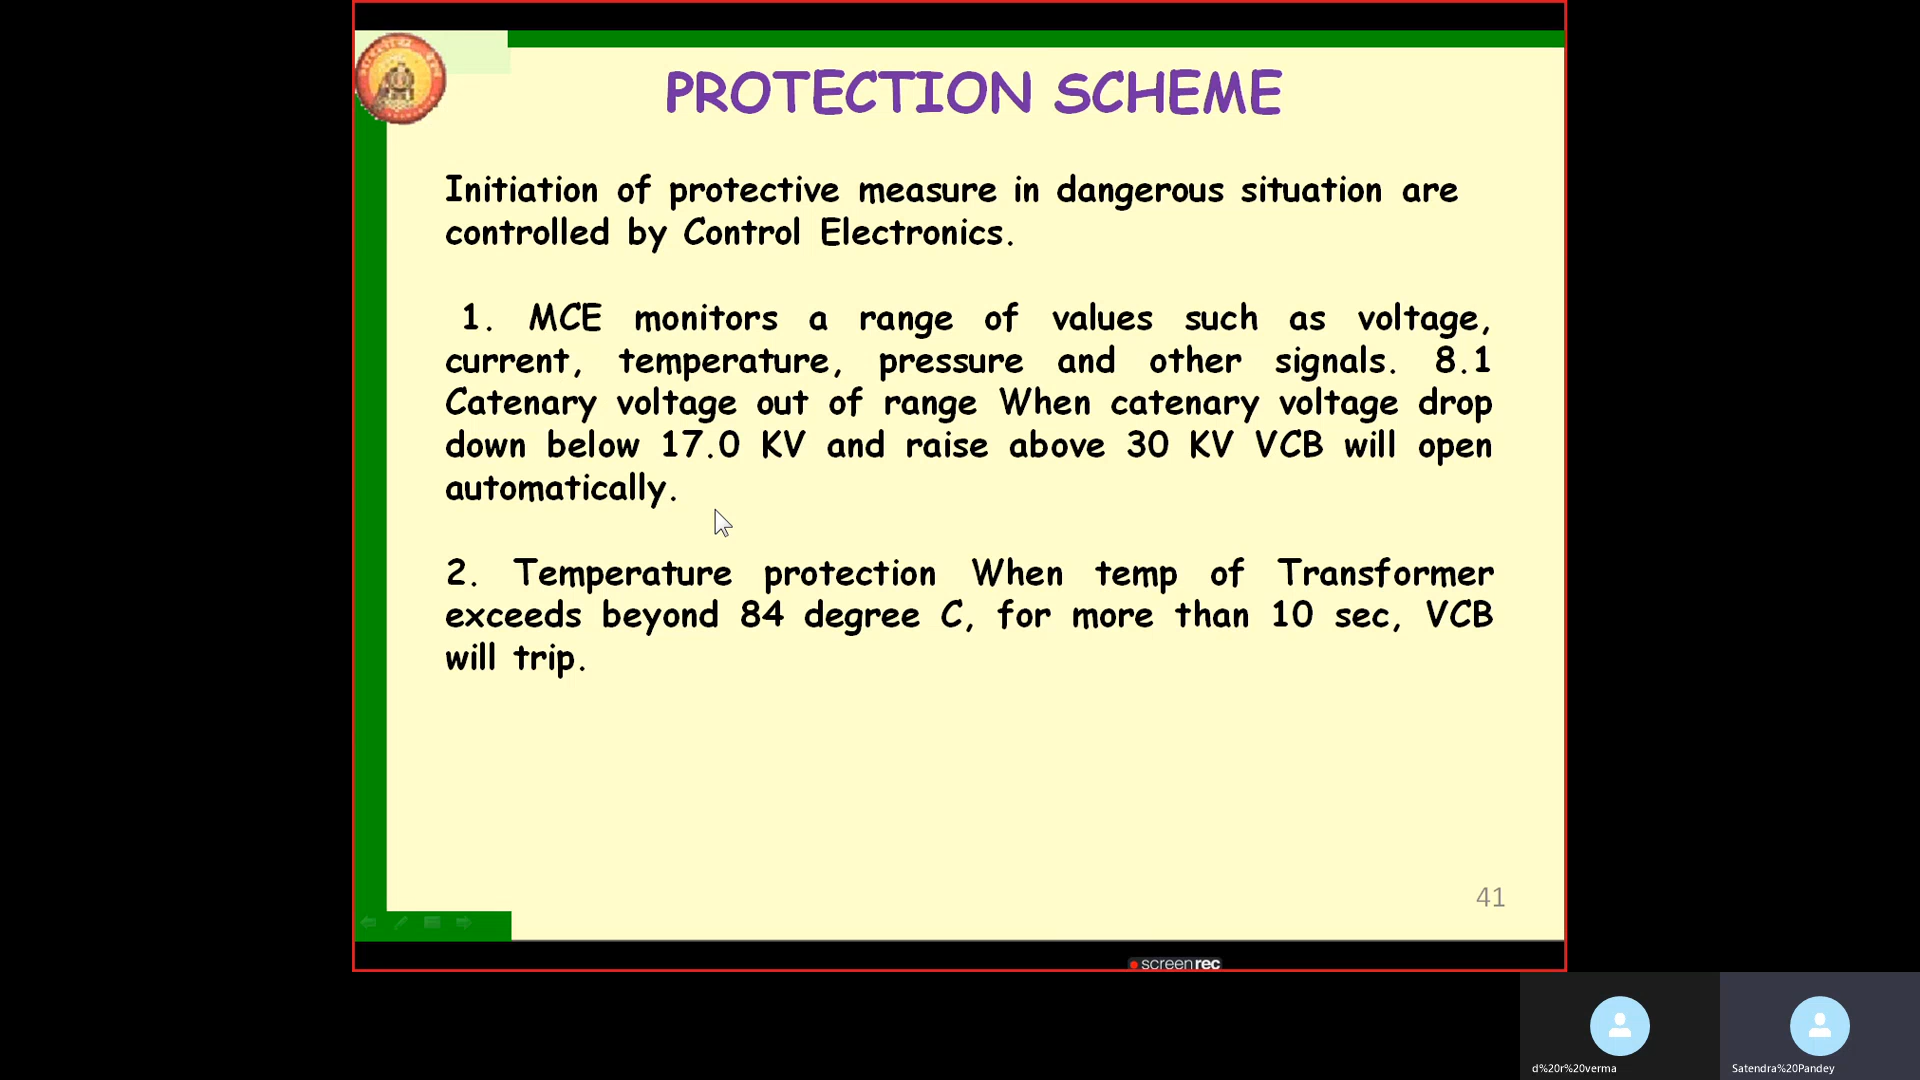 PROTECTION SCHEME
Initiation of protective measure in dangerous situation are
controlled by Control Electronics.
1. MCE monitors a range of values such as voltage,
current, temperature, pressure and other signals. 8.1
Catenary voltage out of range When catenary voltage drop
down below 17.0 KV and raise above 30 KV VCB will open
automatically.
2. Temperature protection When temp of Transformer
exceeds beyond 84 degree C, for more than 10 sec, VCB
will trip.
41
screenrec
d%20r%20verma
Satendra%20Pandey